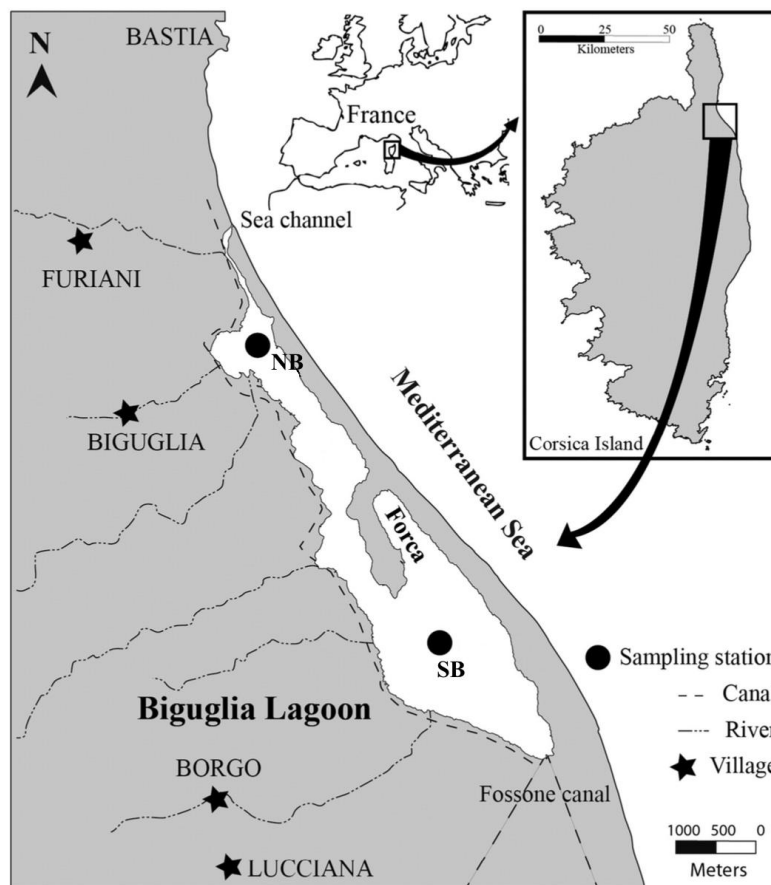 BASTIA
N
France
Sea channel
FURIANI
NB
BIGUGLIA
Mediterranean Sea
Forca
SB
Biguglia Lagoon
BORGO
LUCCIANA
Fossone canal
0 25 50
Kilometers
Corsica Island
Sampling station
Cana
River
Village
1000 500 0
Meters